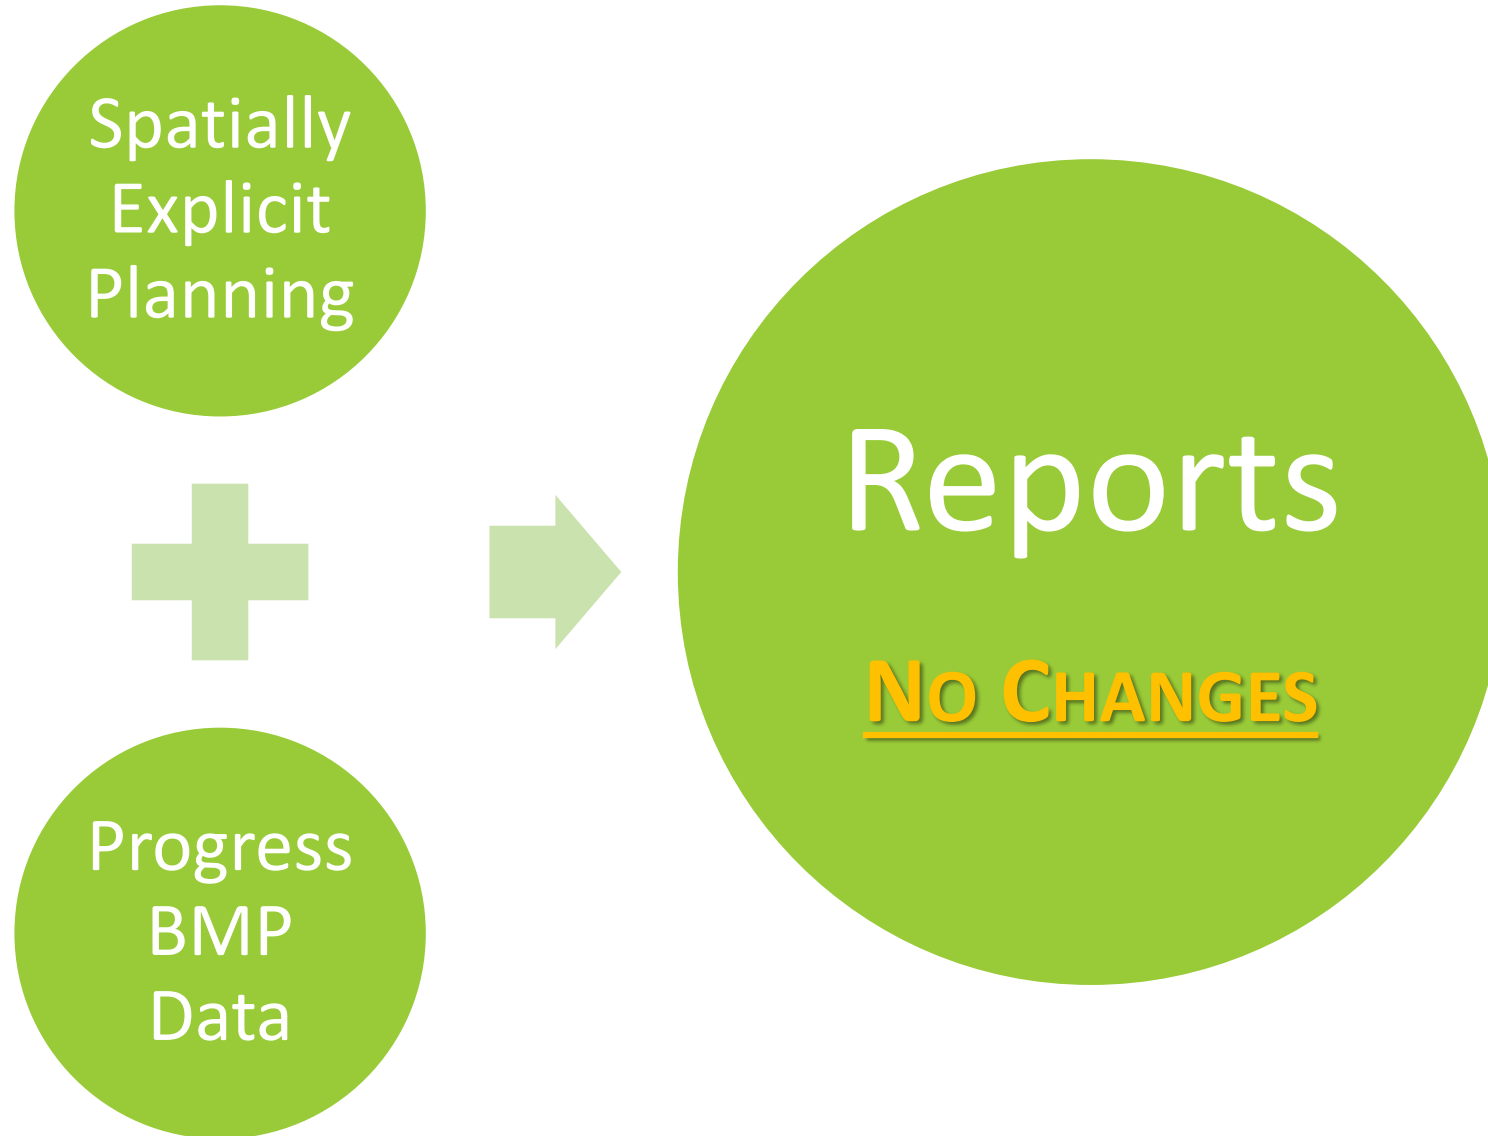 Spatially
Explicit
Planning
Progress
BMP
Data
Reports
No Changes